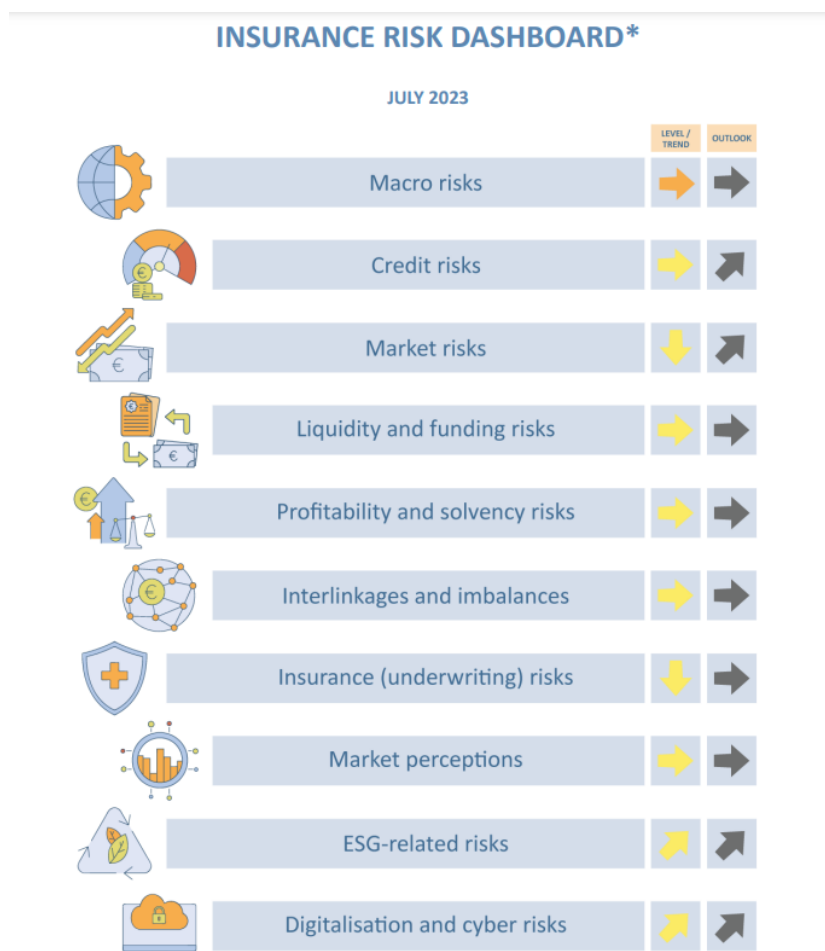 INSURANCE RISK DASHBOARD*
JULY 2023
LEVEL /
TREND
OUTLOOK
Macro risks
Credit risks
€
Market risks
€
Liquidity and funding risks
€
Profitability and solvency risks
€
Interlinkages and imbalances
€
Insurance (underwriting) risks
Market perceptions
ESG-related risks
Digitalisation and cyber risks